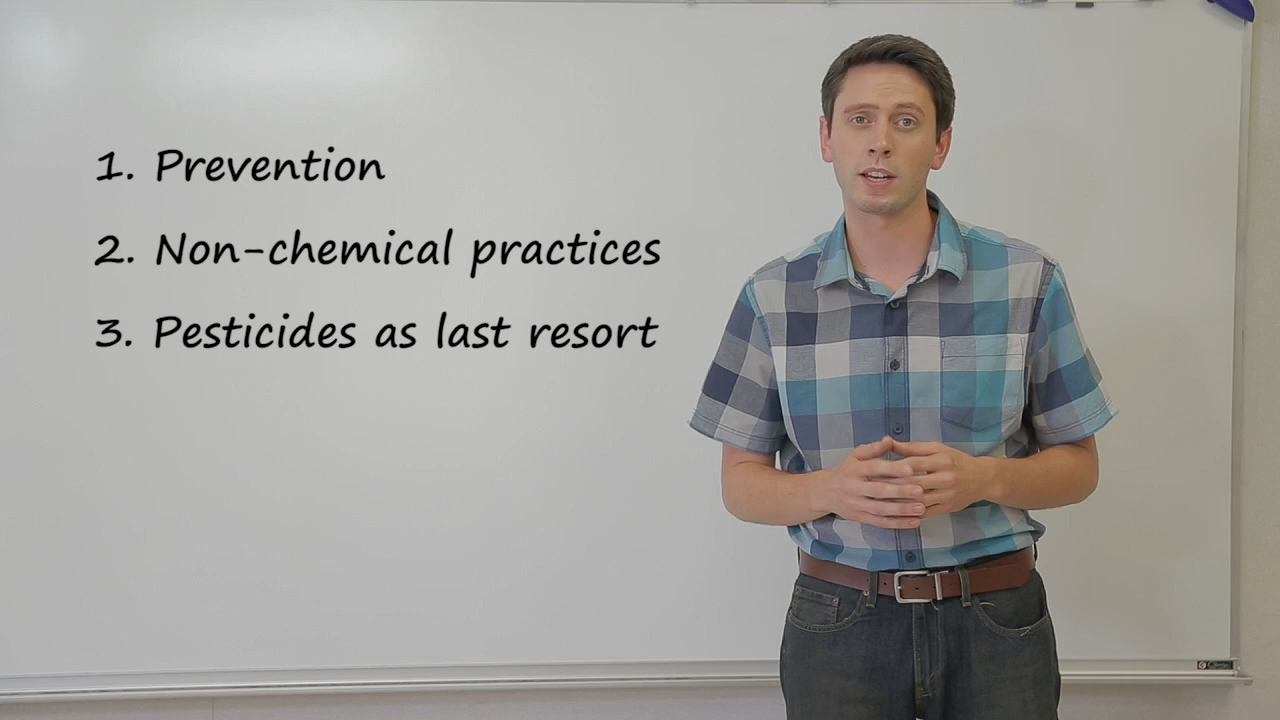 1. Prevention
2. Non-chemical practices
3. Pesticides as last resort